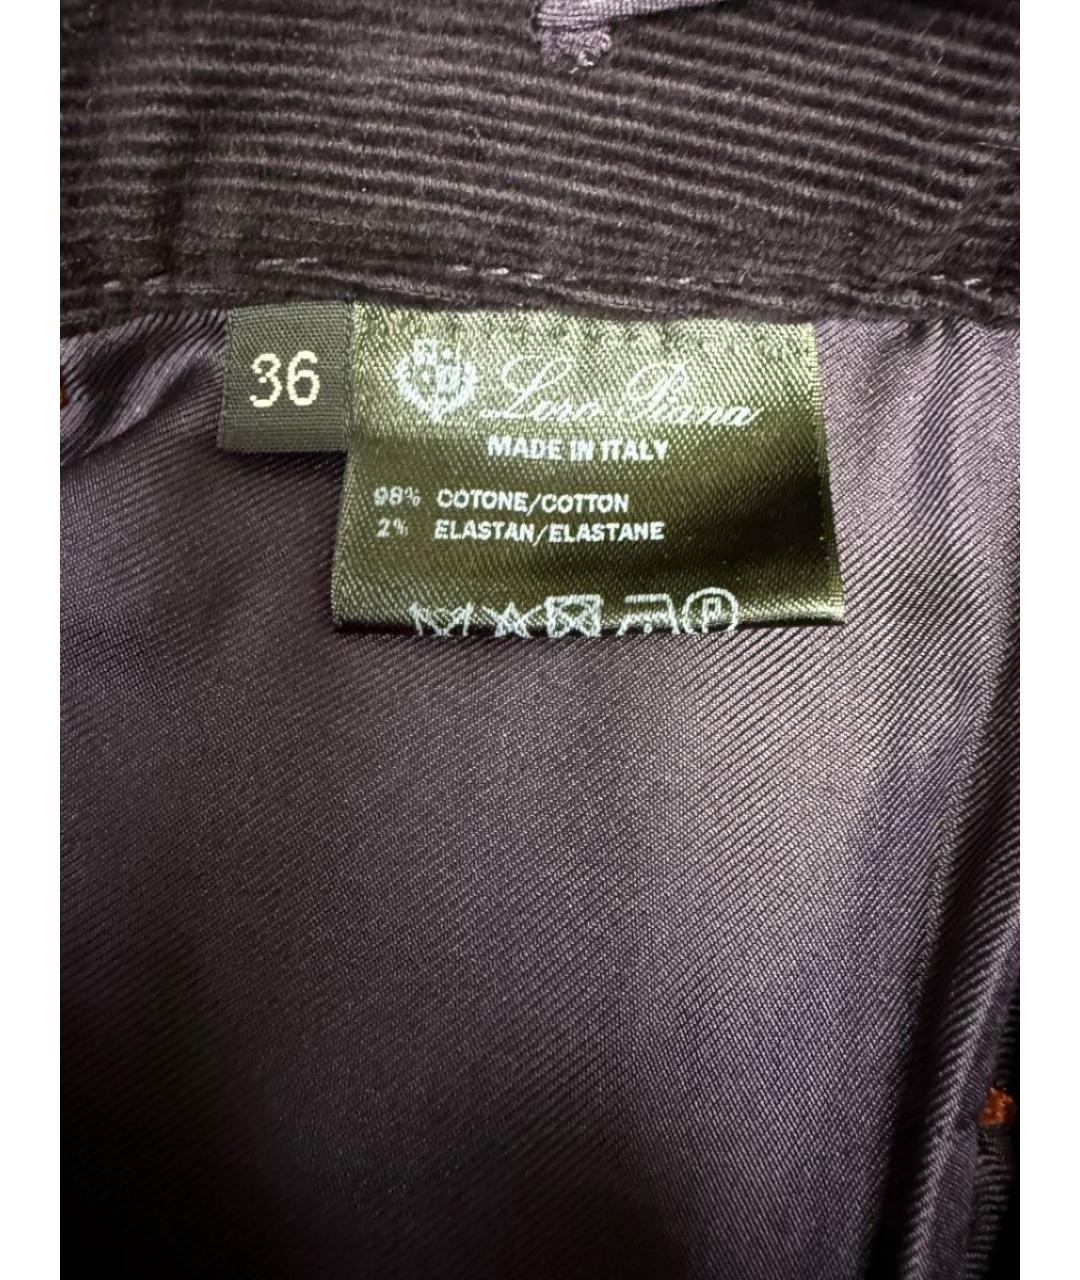 36
Loro Piana
MADE IN ITALY
98% COTONE/COTTON
2% ELASTAN/ELASTANE
P